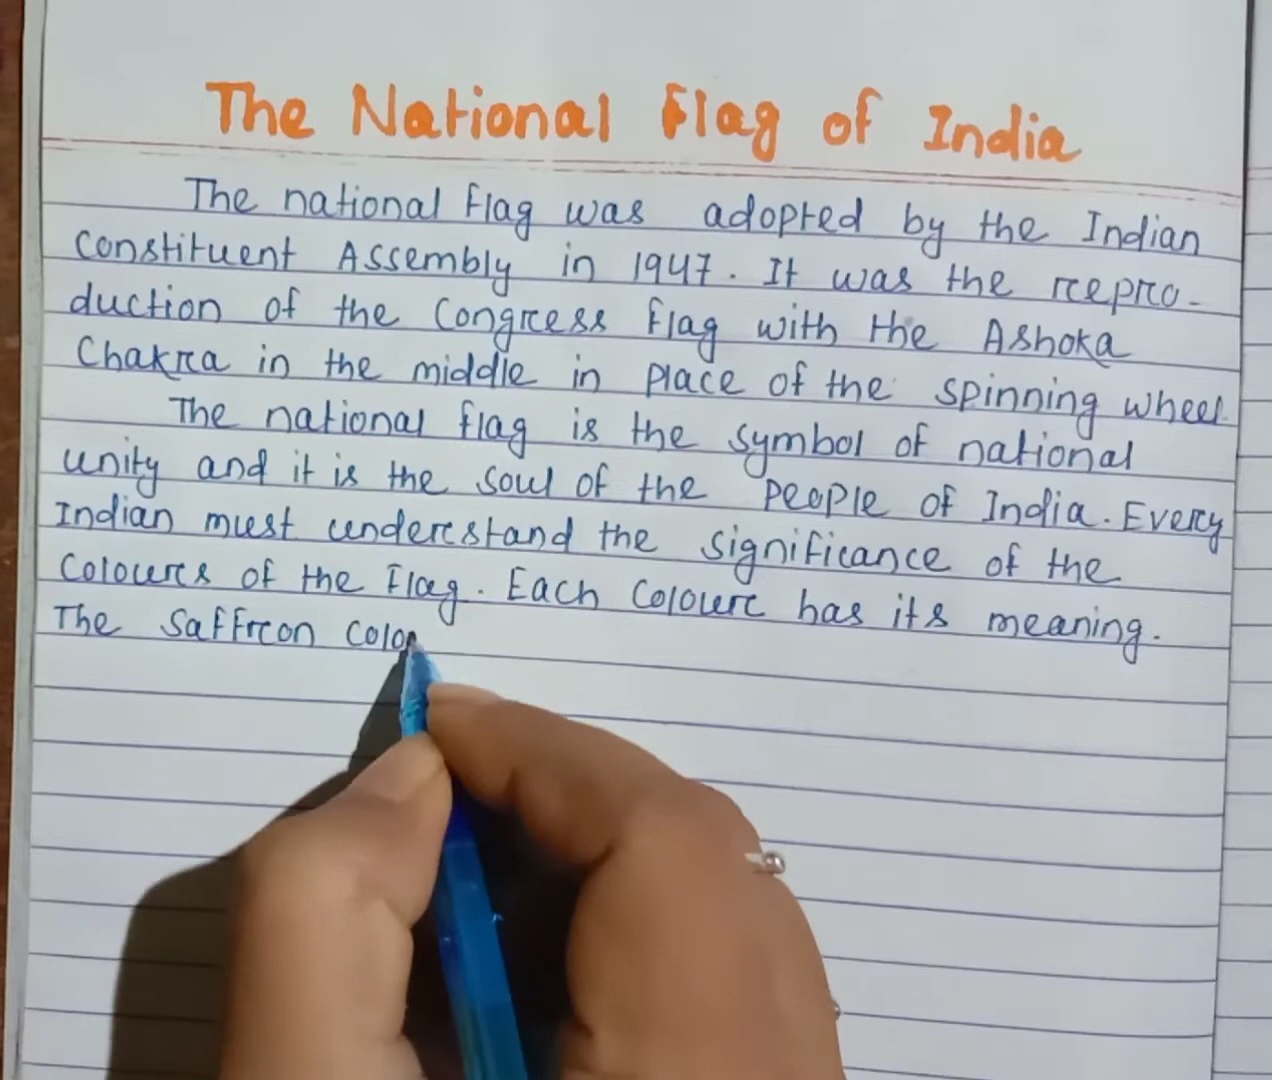 The National Flag of India
The national flag was adopted by the Indian
Constituent Assembly in 1947. It was the repro-
duction of the Congress flag with the Ashoka
Chakra in the middle in place of the spinning wheel.
The national flag is the symbol of national
unity and it is the soul of the people of India. Every
Indian must understand the significance of the
Colours of the Flag. Each Colour has its meaning.
The Saffron Colo